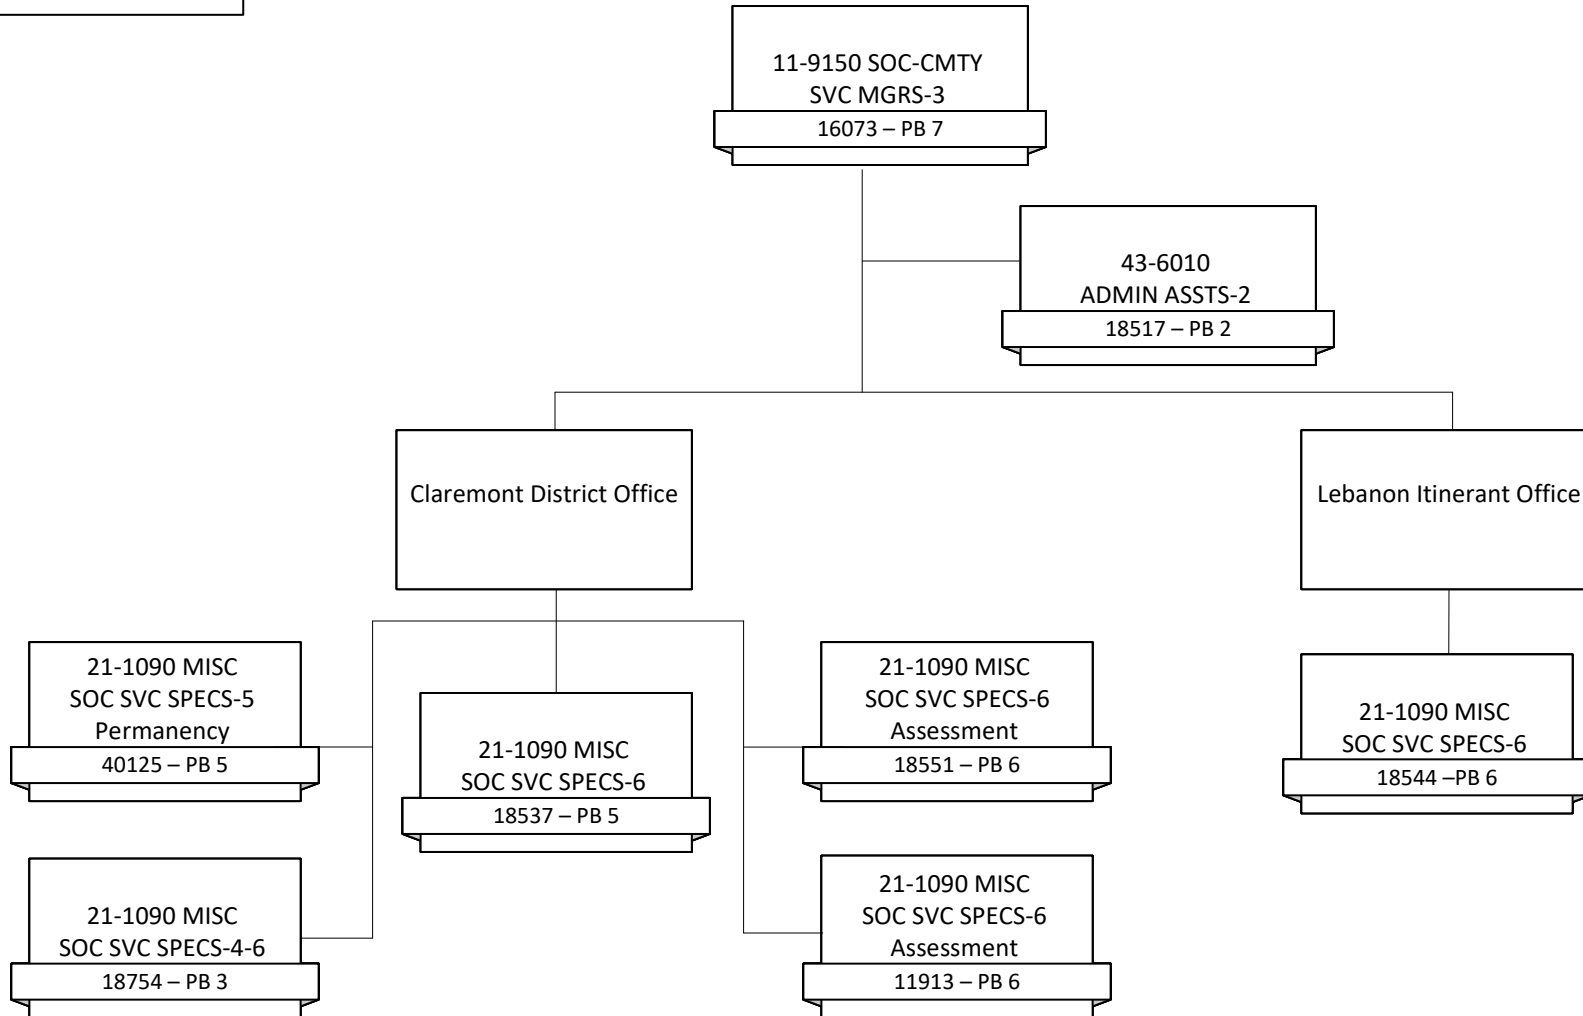 11-9150 SOC-CMTY
SVC MGRS-3
16073 – PB 7
43-6010
ADMIN ASSTS-2
18517 – PB 2
Claremont District Office
Lebanon Itinerant Office
21-1090 MISC
SOC SVC SPECS-5
Permanency
40125 – PB 5
21-1090 MISC
SOC SVC SPECS-6
18537 – PB 5
21-1090 MISC
SOC SVC SPECS-6
Assessment
18551 – PB 6
21-1090 MISC
SOC SVC SPECS-6
18544 –PB 6
21-1090 MISC
SOC SVC SPECS-4-6
18754 – PB 3
21-1090 MISC
SOC SVC SPECS-6
Assessment
11913 – PB 6